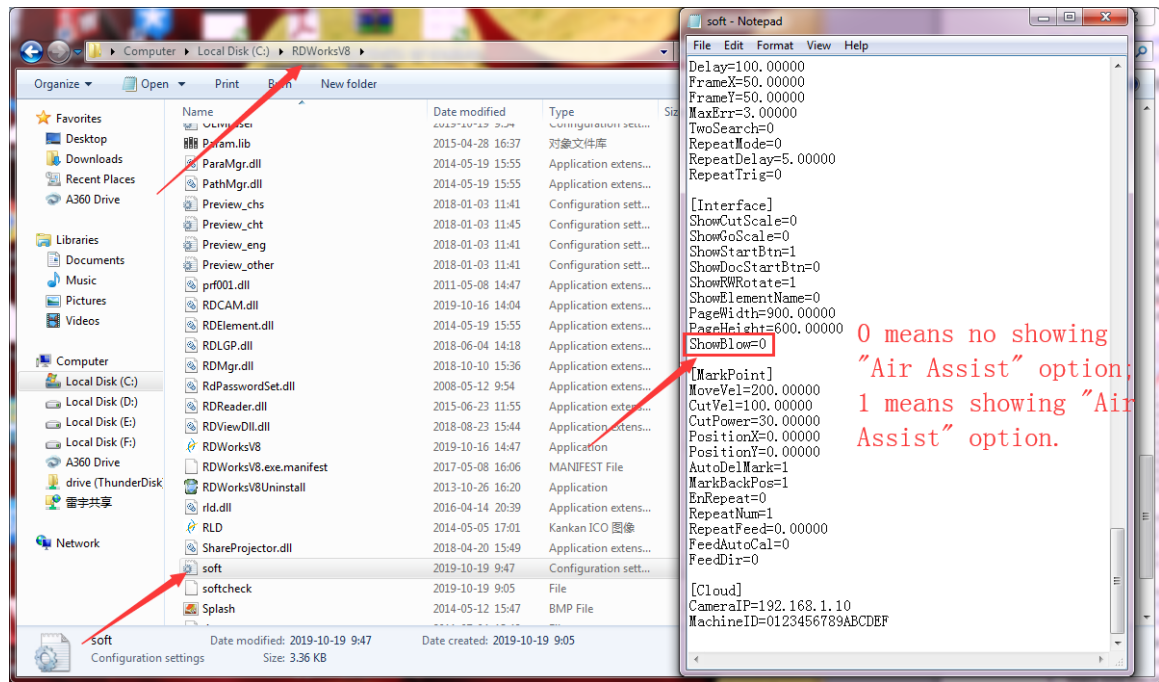 Computer ▸ Local Disk (C:) ▸ RDWorksV8 ▸
Organize Open Print Burn New folder
Favorites
Desktop
Downloads
Recent Places
A360 Drive
Libraries
Documents
Music
Pictures
Videos
Computer
Local Disk (C:)
Local Disk (D:)
Local Disk (E:)
Local Disk (F:)
A360 Drive
drive (ThunderDisk
雷宇共享
Network
Name Date modified Type Siz
Param.lib 2015-04-28 16:37 对象文件库
ParaMgr.dll 2014-05-19 15:55 Application extens...
PathMgr.dll 2014-05-19 15:55 Application extens...
Preview_chs 2018-01-03 11:41 Configuration sett...
Preview_cht 2018-01-03 11:45 Configuration sett...
Preview_eng 2018-01-03 11:41 Configuration sett...
Preview_other 2018-01-03 11:41 Configuration sett...
prf001.dll 2011-05-08 14:47 Application extens...
RDCAM.dll 2019-10-16 14:04 Application extens...
RDElement.dll 2014-05-19 15:55 Application extens...
RDLGP.dll 2018-06-04 14:18 Application extens...
RDMgr.dll 2018-10-10 15:36 Application extens...
RdPasswordSet.dll 2008-05-12 9:54 Application extens...
RDReader.dll 2015-06-23 11:55 Application extens...
RDViewDll.dll 2018-08-23 15:44 Application extens...
RDWorksV8 2019-10-16 14:47 Application
RDWorksV8.exe.manifest 2017-05-08 16:06 MANIFEST File
RDWorksV8Uninstall 2013-10-26 16:20 Application
rld.dll 2016-04-14 20:39 Application extens...
RLD 2014-05-05 17:01 Kankan ICO 图像
ShareProjector.dll 2018-04-20 15:49 Application extens...
soft 2019-10-19 9:47 Configuration sett...
softcheck 2019-10-19 9:05 File
Splash 2014-05-12 15:47 BMP File
soft Date modified: 2019-10-19 9:47 Date created: 2019-10-19 9:05
Configuration settings Size: 3.36 KB
soft - Notepad
File Edit Format View Help
Delay=100.00000
FrameX=50.00000
FrameY=50.00000
MaxErr=3.00000
TwoSearch=0
RepeatMode=0
RepeatDelay=5.00000
RepeatTrig=0
[Interface]
ShowCutScale=0
ShowGoScale=0
ShowStartBtn=1
ShowDocStartBtn=0
ShowRWRotate=1
ShowElementName=0
PageWidth=900.00000
PageHeight=600.00000
ShowBlow=0
[MarkPoint]
MoveVel=200.00000
CutVel=100.00000
CutPower=30.00000
PositionX=0.00000
PositionY=0.00000
AutoDelMark=1
MarkBackPos=1
EnRepeat=0
RepeatNum=1
RepeatFeed=0.00000
FeedAutoCal=0
FeedDir=0
[Cloud]
CameraIP=192.168.1.10
MachineID=0123456789ABCDEF
0 means no showing
"Air Assist" option;
1 means showing "Air
Assist" option.